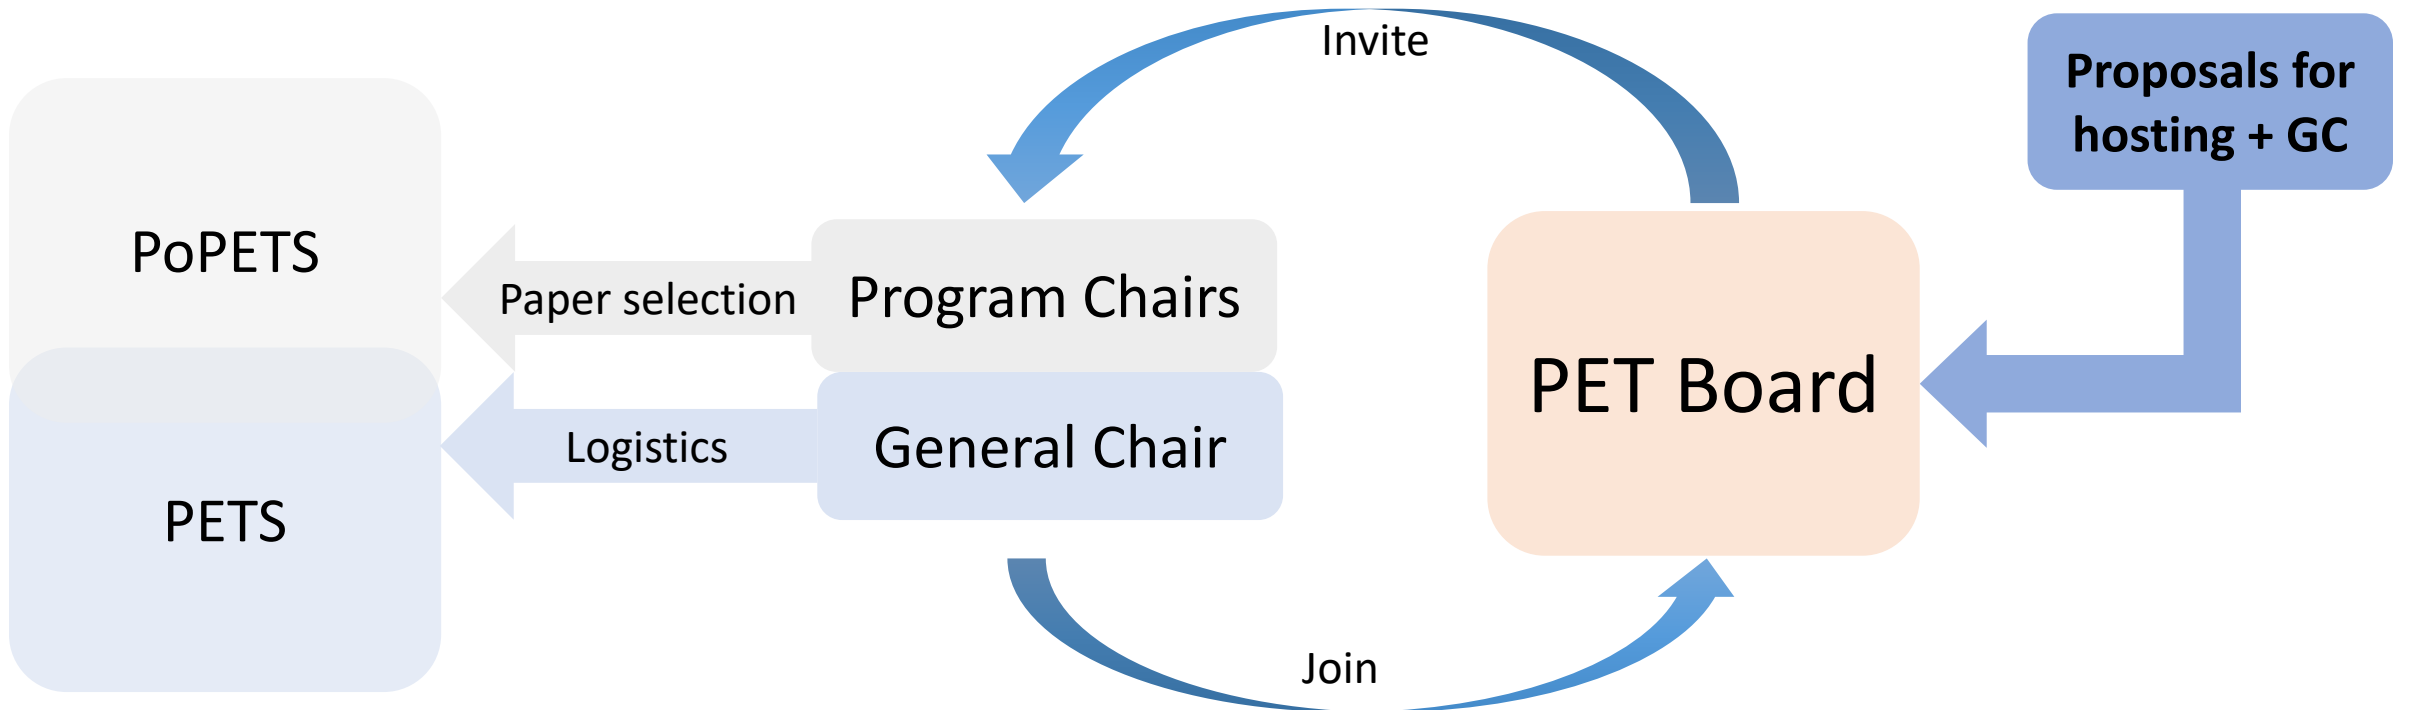 Invite
Proposals for
hosting + GC
PoPETS
Paper selection
Program Chairs
PET Board
Logistics
General Chair
PETS
Join